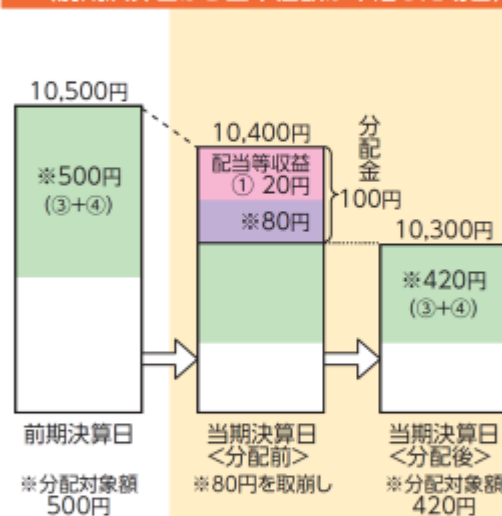 10,500円
※500円
(③+④)
10,400円
配当等収益
① 20円
※80円
分配金
100円
10,300円
※420円
(③+④)
前期決算日
当期決算日
<分配前>
当期決算日
<分配後>
※分配対象額
500円
※80円を取崩し
※分配対象額
420円